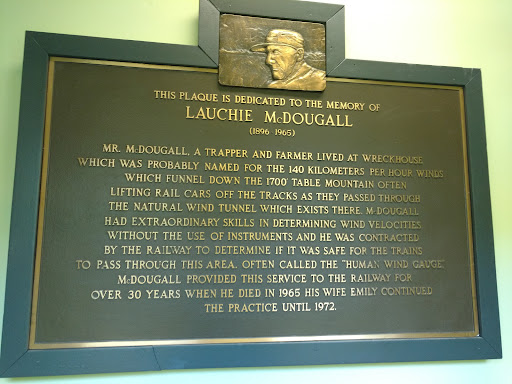 THIS PLAQUE IS DEDICATED TO THE MEMORY OF
LAUCHIE McDOUGALL
(1896-1965)
MR. McDOUGALL, A TRAPPER AND FARMER LIVED AT WRECKHOUSE
WHICH WAS PROBABLY NAMED FOR THE 140 KILOMETERS PER HOUR WINDS
WHICH FUNNEL DOWN THE 1700' TABLE MOUNTAIN OFTEN
LIFTING RAIL CARS OFF THE TRACKS AS THEY PASSED THROUGH
THE NATURAL WIND TUNNEL WHICH EXISTS THERE. McDOUGALL
HAD EXTRAORDINARY SKILLS IN DETERMINING WIND VELOCITIES
WITHOUT THE USE OF INSTRUMENTS AND HE WAS CONTRACTED
BY THE RAILWAY TO DETERMINE IF IT WAS SAFE FOR THE TRAINS
TO PASS THROUGH THIS AREA. OFTEN CALLED THE "HUMAN WIND GAUGE"
McDOUGALL PROVIDED THIS SERVICE TO THE RAILWAY FOR
OVER 30 YEARS WHEN HE DIED IN 1965 HIS WIFE EMILY CONTINUED
THE PRACTICE UNTIL 1972.